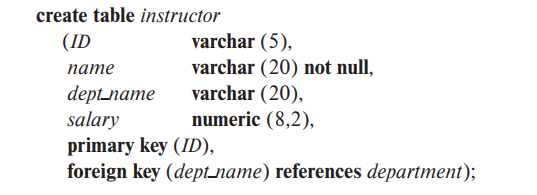 create table instructor
(ID varchar (5),
name varchar (20) not null,
dept_name varchar (20),
salary numeric (8,2),
primary key (ID),
foreign key (dept_name) references department);